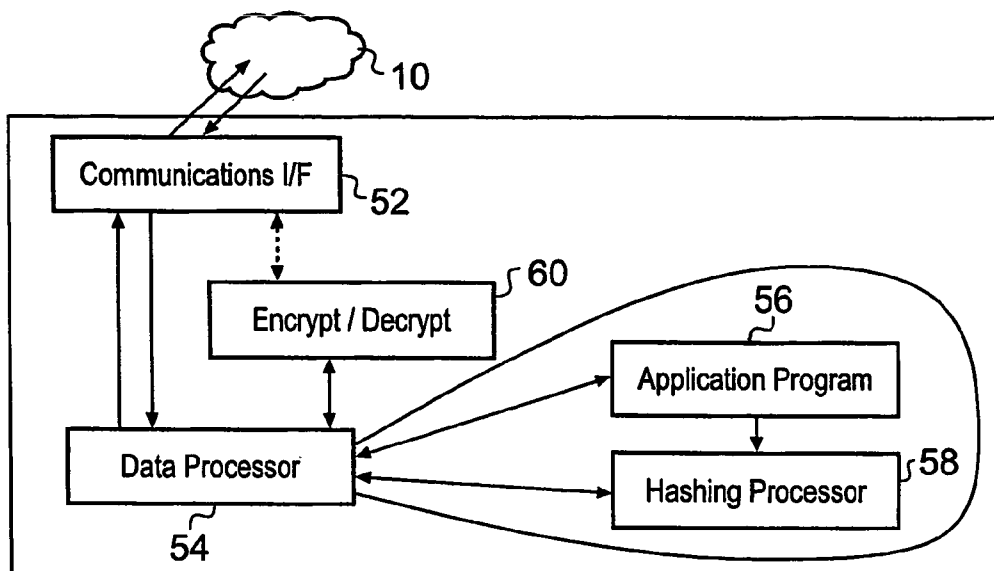 10
Communications I/F
52
60
Encrypt / Decrypt
56
Application Program
Data Processor
58
Hashing Processor
54